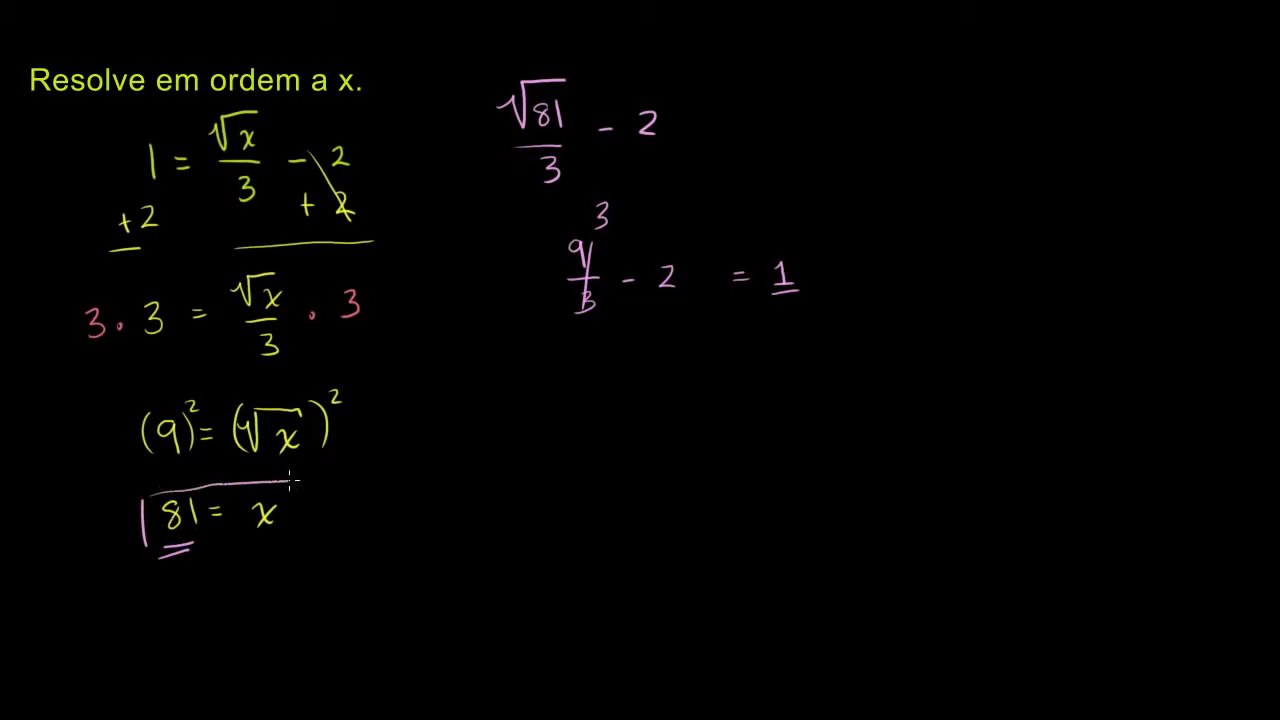 Resolve em ordem a x.
1 = √x/3 - 2
+2 + 2
3 · 3 = √x/3 · 3
(9)² = (√x)²
81 = x
√81/3 - 2
3
9/3 - 2 = 1